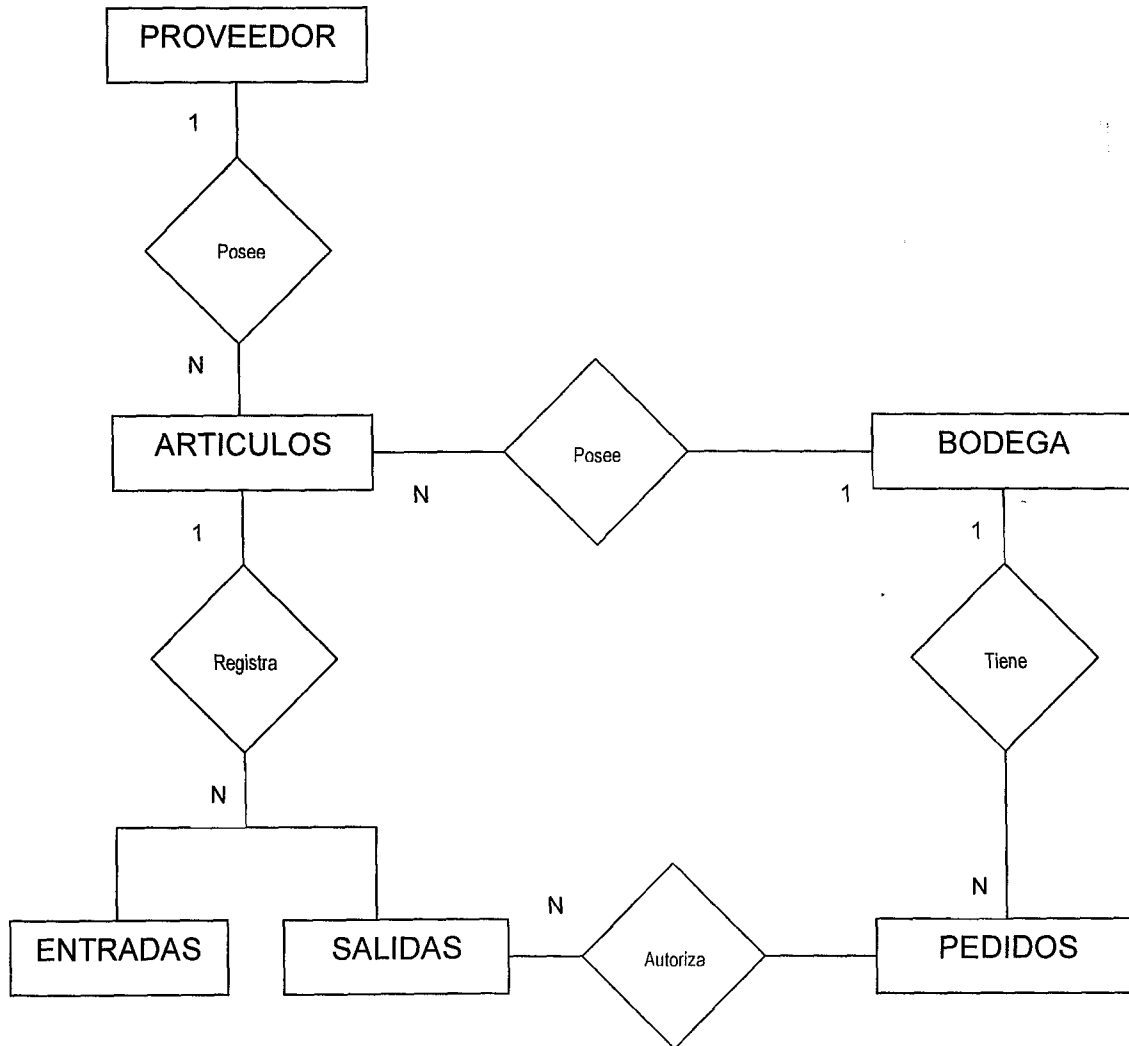 PROVEEDOR
1
Posee
N
ARTICULOS
N
Posee
1
BODEGA
1
Registra
N
1
Tiene
N
ENTRADAS
SALIDAS
N
Autoriza
PEDIDOS